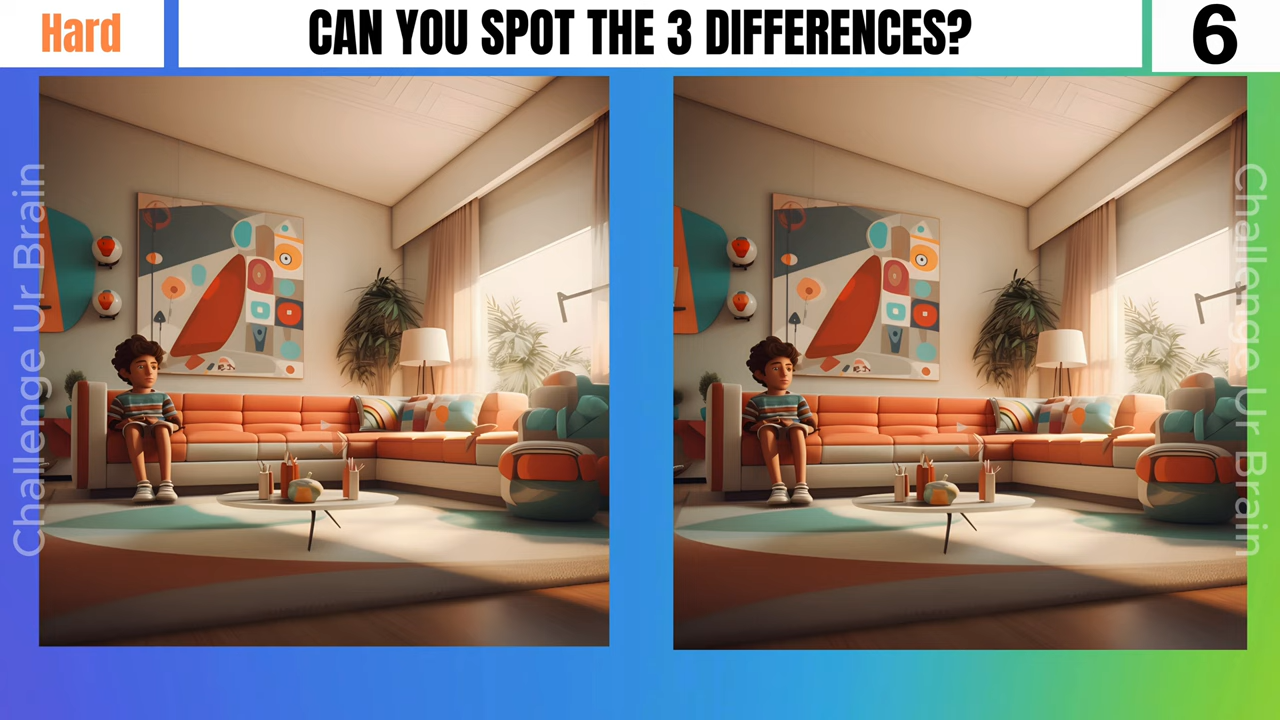 Hard
CAN YOU SPOT THE 3 DIFFERENCES?
6
Challenge Ur Brain
Challenge Ur Brain